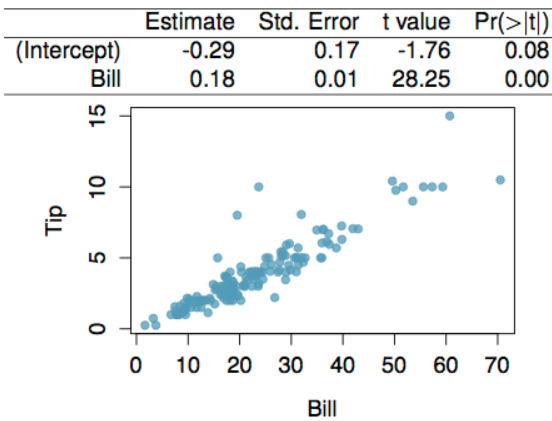 Estimate Std. Error t value Pr(>|t|)
(Intercept) -0.29 0.17 -1.76 0.08
Bill 0.18 0.01 28.25 0.00
15
10
5
0
Tip
0 10 20 30 40 50 60 70
Bill